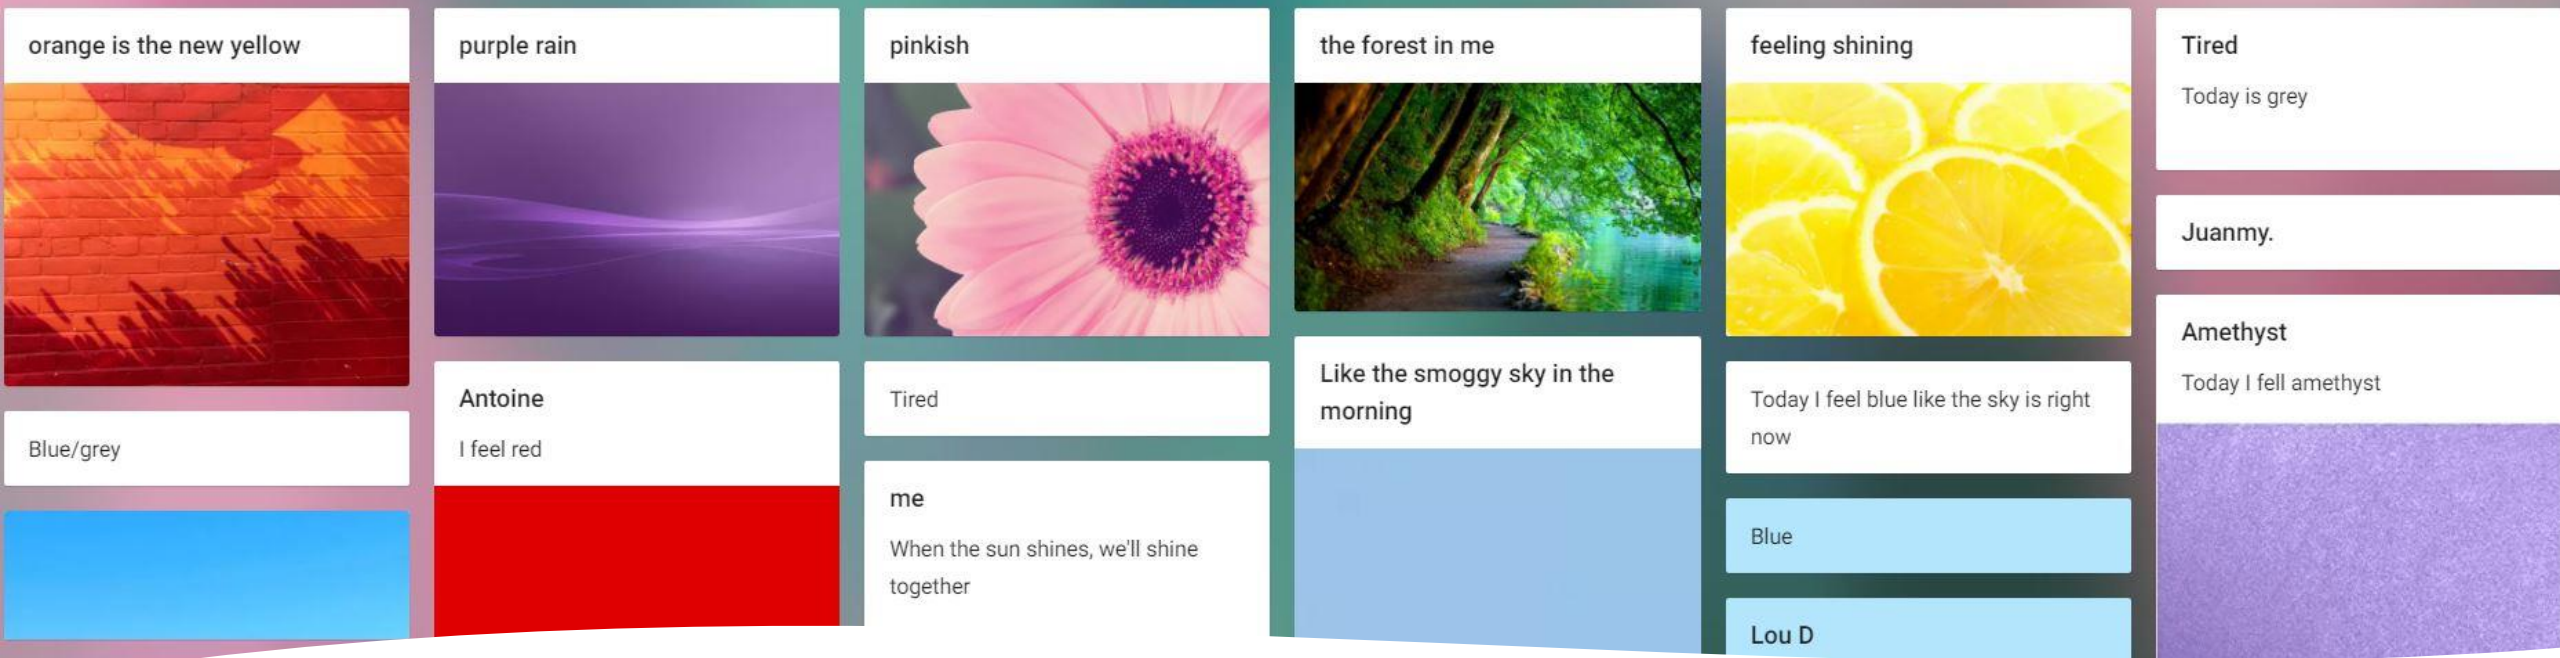 orange is the new yellow
Blue/grey
purple rain
Antoine
I feel red
pinkish
Tired
me
When the sun shines, we'll shine
together
the forest in me
Like the smoggy sky in the
morning
feeling shining
Today I feel blue like the sky is right
now
Blue
Lou D
Tired
Today is grey
Juanmy.
Amethyst
Today I fell amethyst